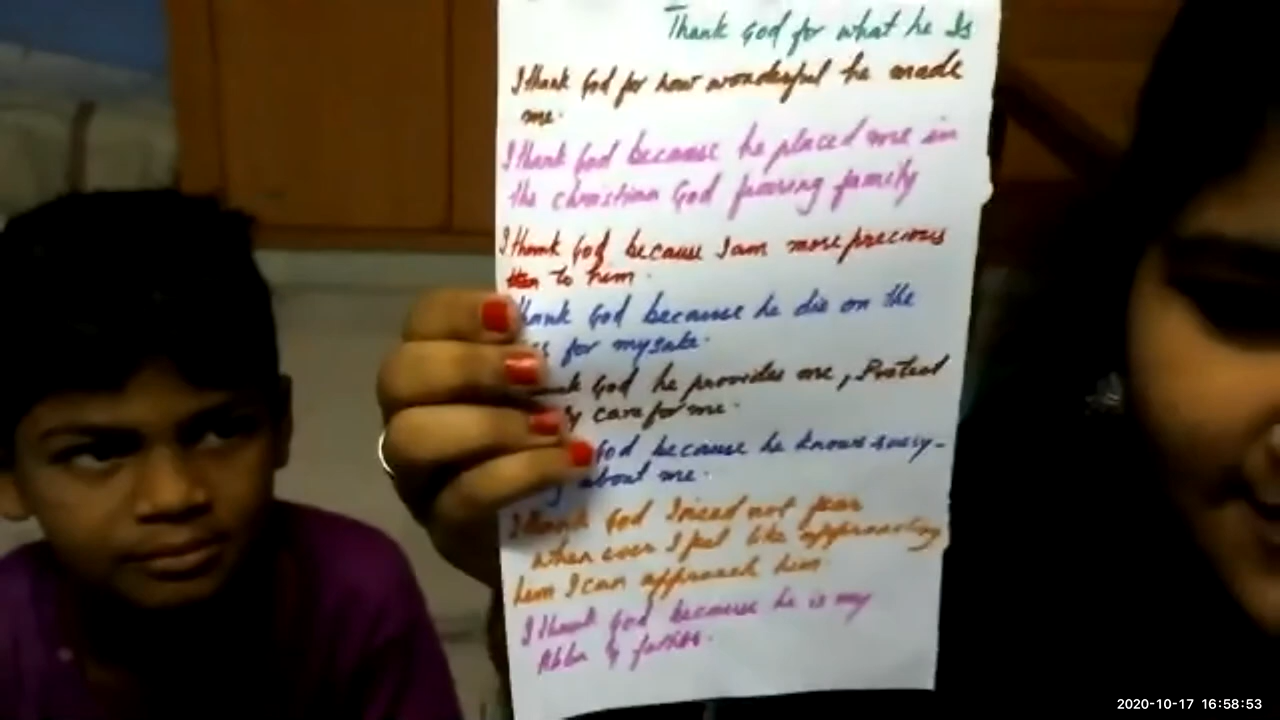 Thank God for what he Is
I thank God for how wonderful he made
me.
I thank God because he placed me in
the christian God fearing family
I thank God because I am more precious
to him.
hank God because he die on the
s for my sake.
God he provides me, Protect
care for me.
God because he knows every-
about me.
I thank God I need not fear
when ever I feel like approaching
him I can approach him.
I thank God because he is my
Abba &
2020-10-17 16:58:53